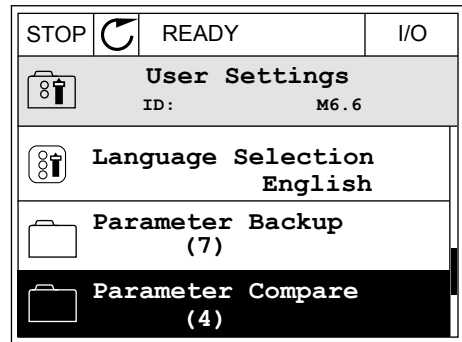 STOP READY I/O
User Settings
ID: M6.6
Language Selection
English
Parameter Backup
(7)
Parameter Compare
(4)